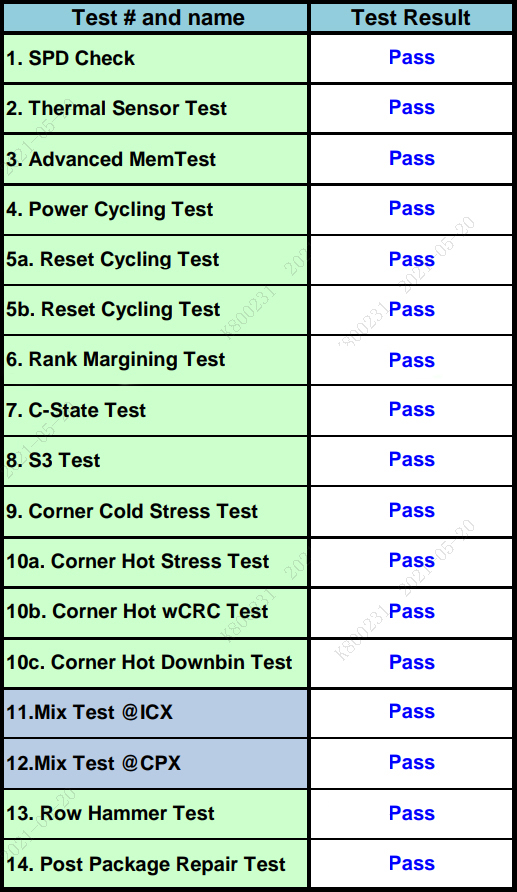 Test # and name Test Result
1. SPD Check Pass
2. Thermal Sensor Test Pass
3. Advanced MemTest Pass
4. Power Cycling Test Pass
5a. Reset Cycling Test Pass
5b. Reset Cycling Test Pass
6. Rank Margining Test Pass
7. C-State Test Pass
8. S3 Test Pass
9. Corner Cold Stress Test Pass
10a. Corner Hot Stress Test Pass
10b. Corner Hot wCRC Test Pass
10c. Corner Hot Downbin Test Pass
11.Mix Test @ICX Pass
12.Mix Test @CPX Pass
13. Row Hammer Test Pass
14. Post Package Repair Test Pass
K800231 2021-05-20